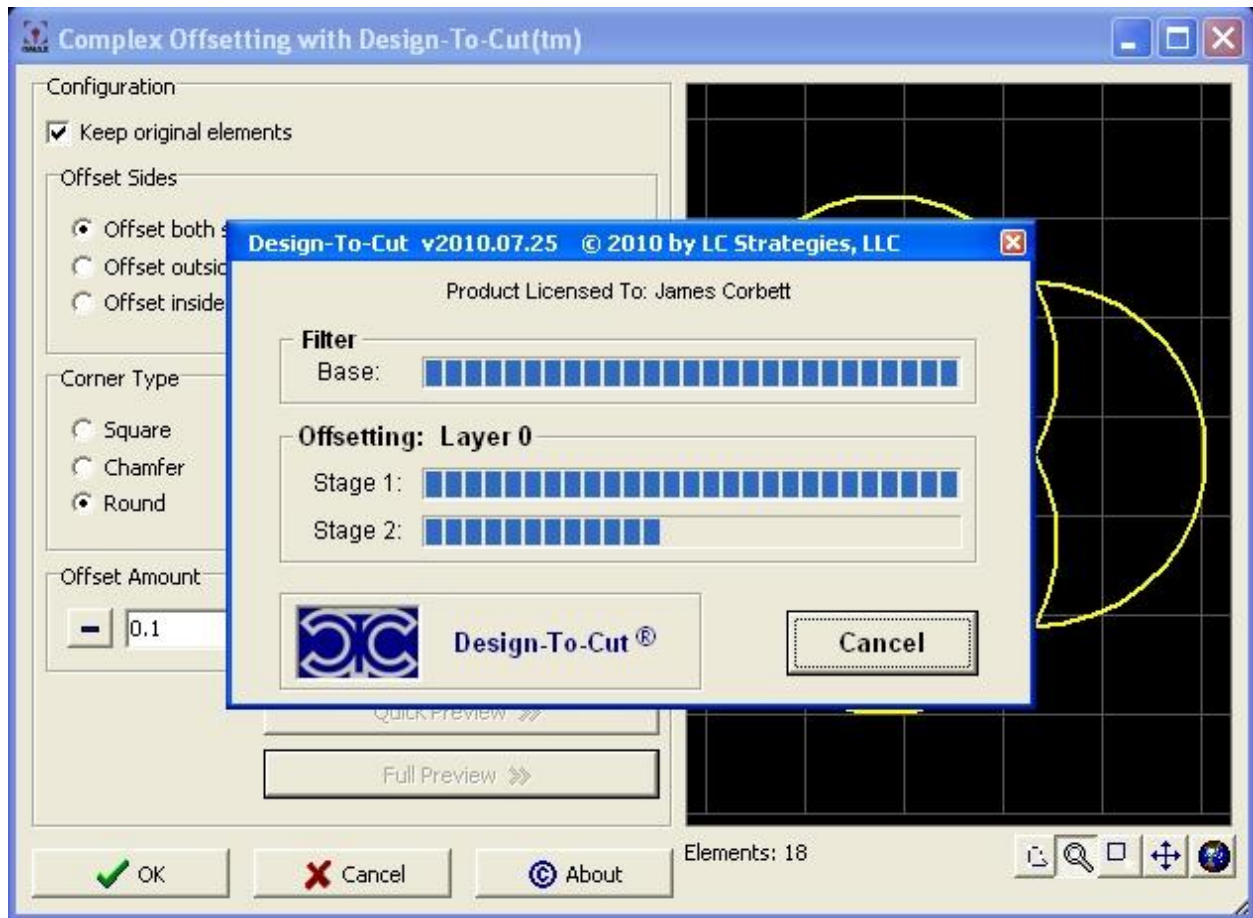 Complex Offsetting with Design-To-Cut(tm)
Configuration
Keep original elements
Offset Sides
Offset both s
Offset outsid
Offset inside
Design-To-Cut v2010.07.25 © 2010 by LC Strategies, LLC
Product Licensed To: James Corbett
Filter
Base:
Offsetting: Layer 0
Stage 1:
Stage 2:
Design-To-Cut ®
Cancel
Corner Type
Square
Chamfer
Round
Offset Amount
0.1
Quick Preview
Full Preview
OK
Cancel
© About
Elements: 18